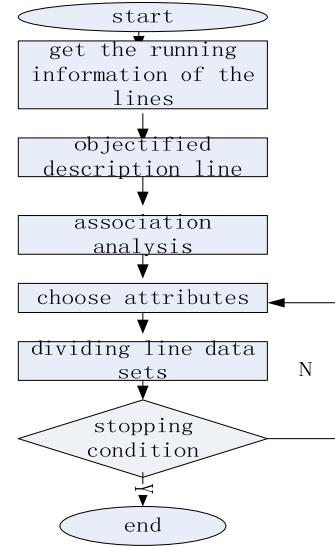 start
get the running
information of the
lines
objectified
description line
association
analysis
choose attributes
dividing line data
sets
N
stopping
condition
Y
end